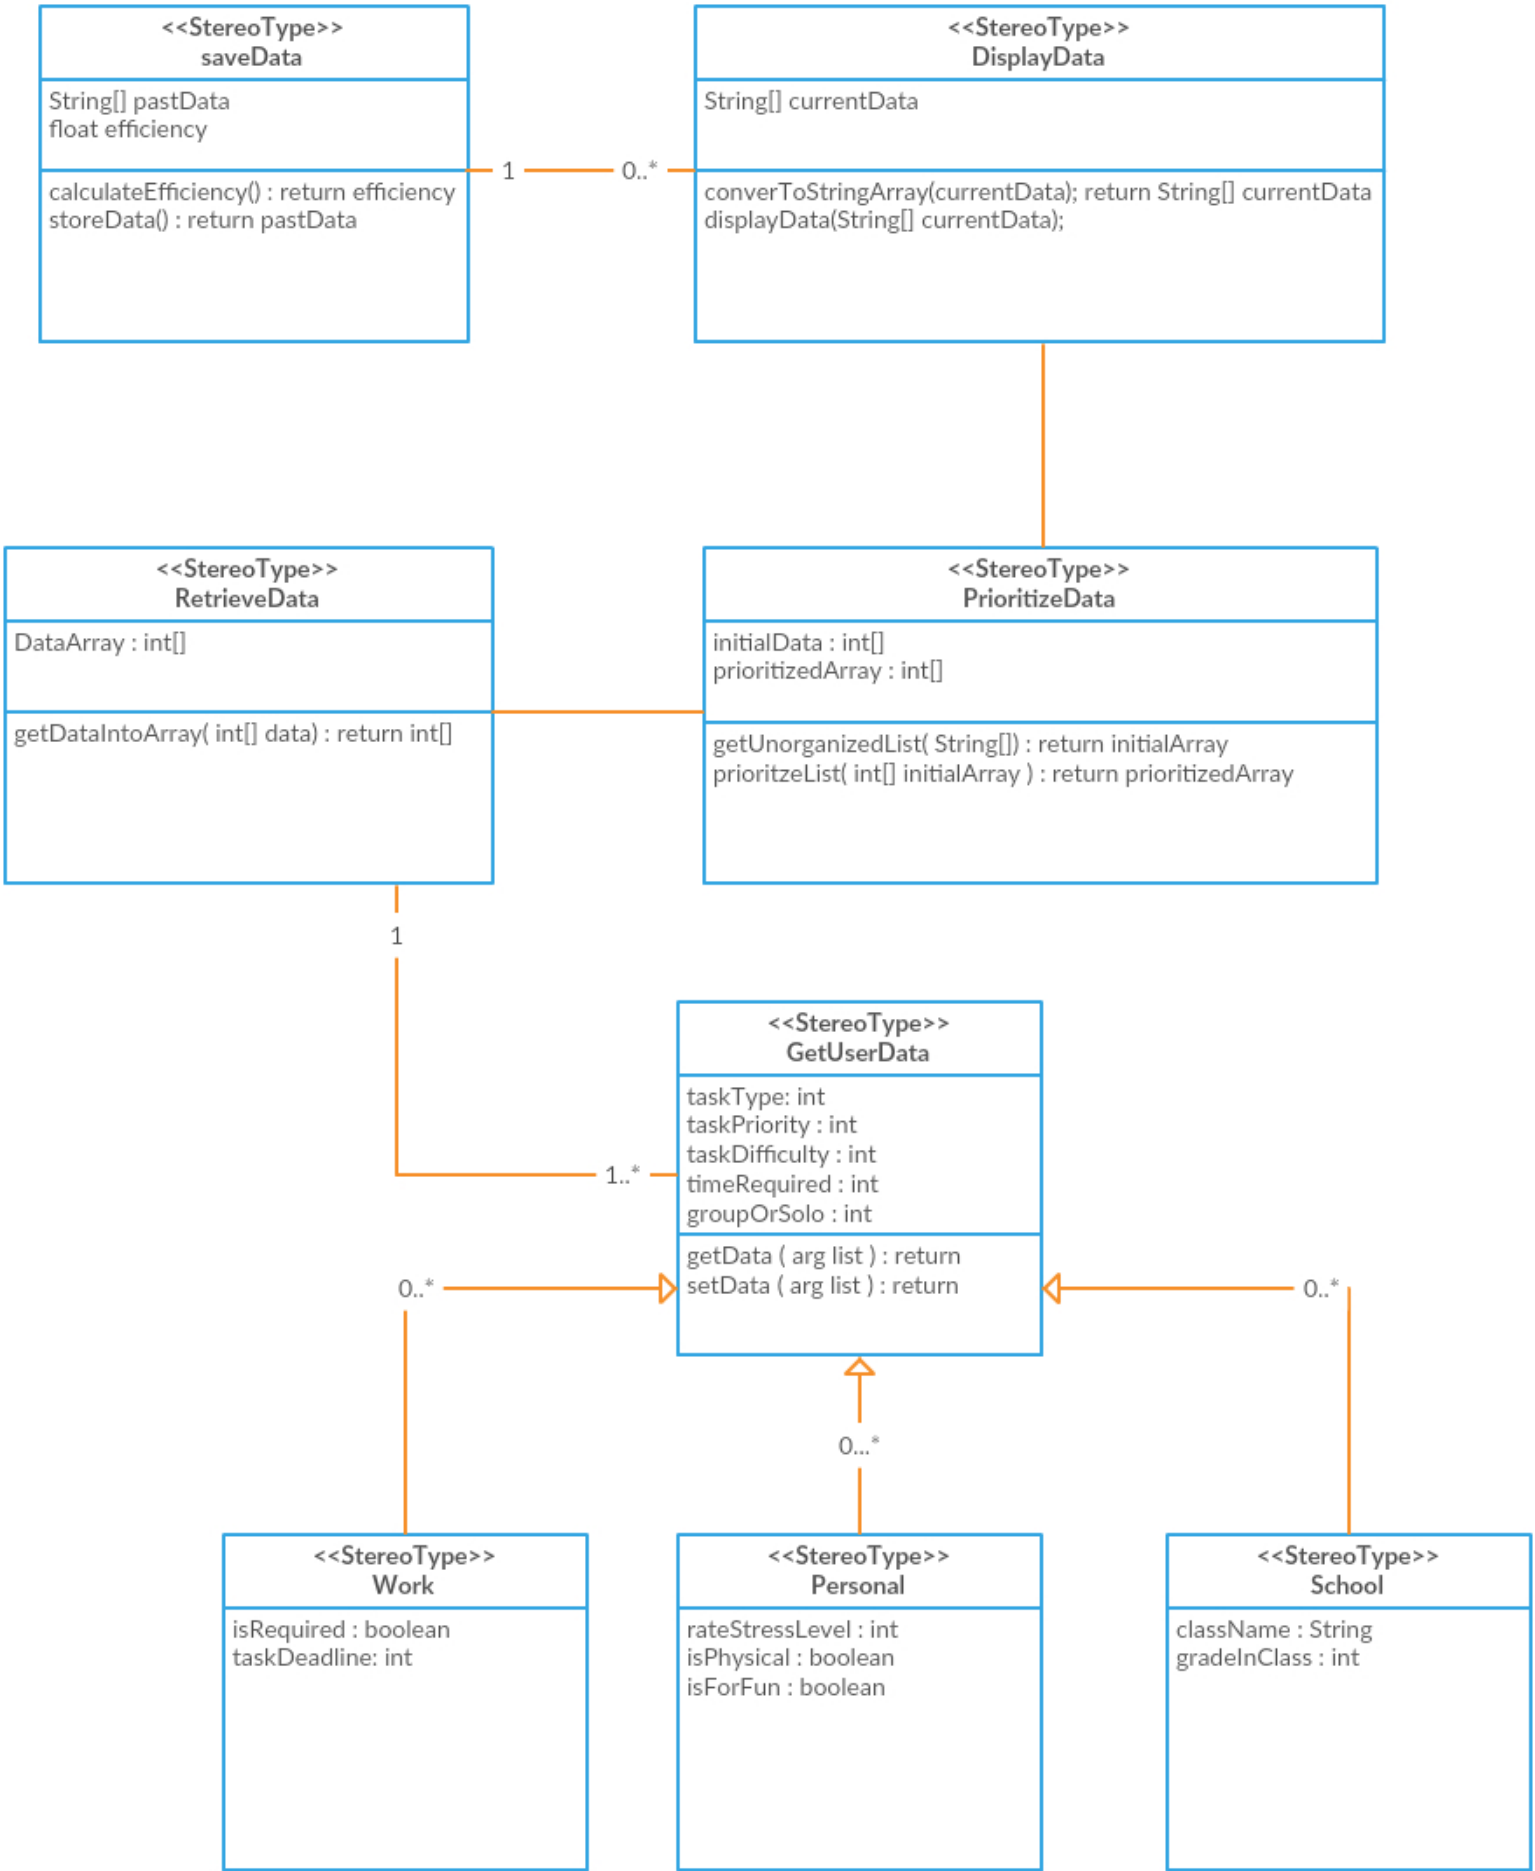 <<StereoType>>
saveData
String[] pastData
float efficiency
calculateEfficiency() : return efficiency
storeData() : return pastData
1
0..*
<<StereoType>>
DisplayData
String[] currentData
converToStringArray(currentData); return String[] currentData
displayData(String[] currentData);
<<StereoType>>
RetrieveData
DataArray : int[]
getDataIntoArray( int[] data) : return int[]
<<StereoType>>
PrioritizeData
initialData : int[]
prioritizedArray : int[]
getUnorganizedList( String[]) : return initialArray
prioritzeList( int[] initialArray ) : return prioritizedArray
1
1..*
<<StereoType>>
GetUserData
taskType: int
taskPriority : int
taskDifficulty : int
timeRequired : int
groupOrSolo : int
getData ( arg list ) : return
setData ( arg list ) : return
0..*
0..*
0...*
<<StereoType>>
Work
isRequired : boolean
taskDeadline: int
<<StereoType>>
Personal
rateStressLevel : int
isPhysical : boolean
isForFun : boolean
<<StereoType>>
School
className : String
gradeInClass : int